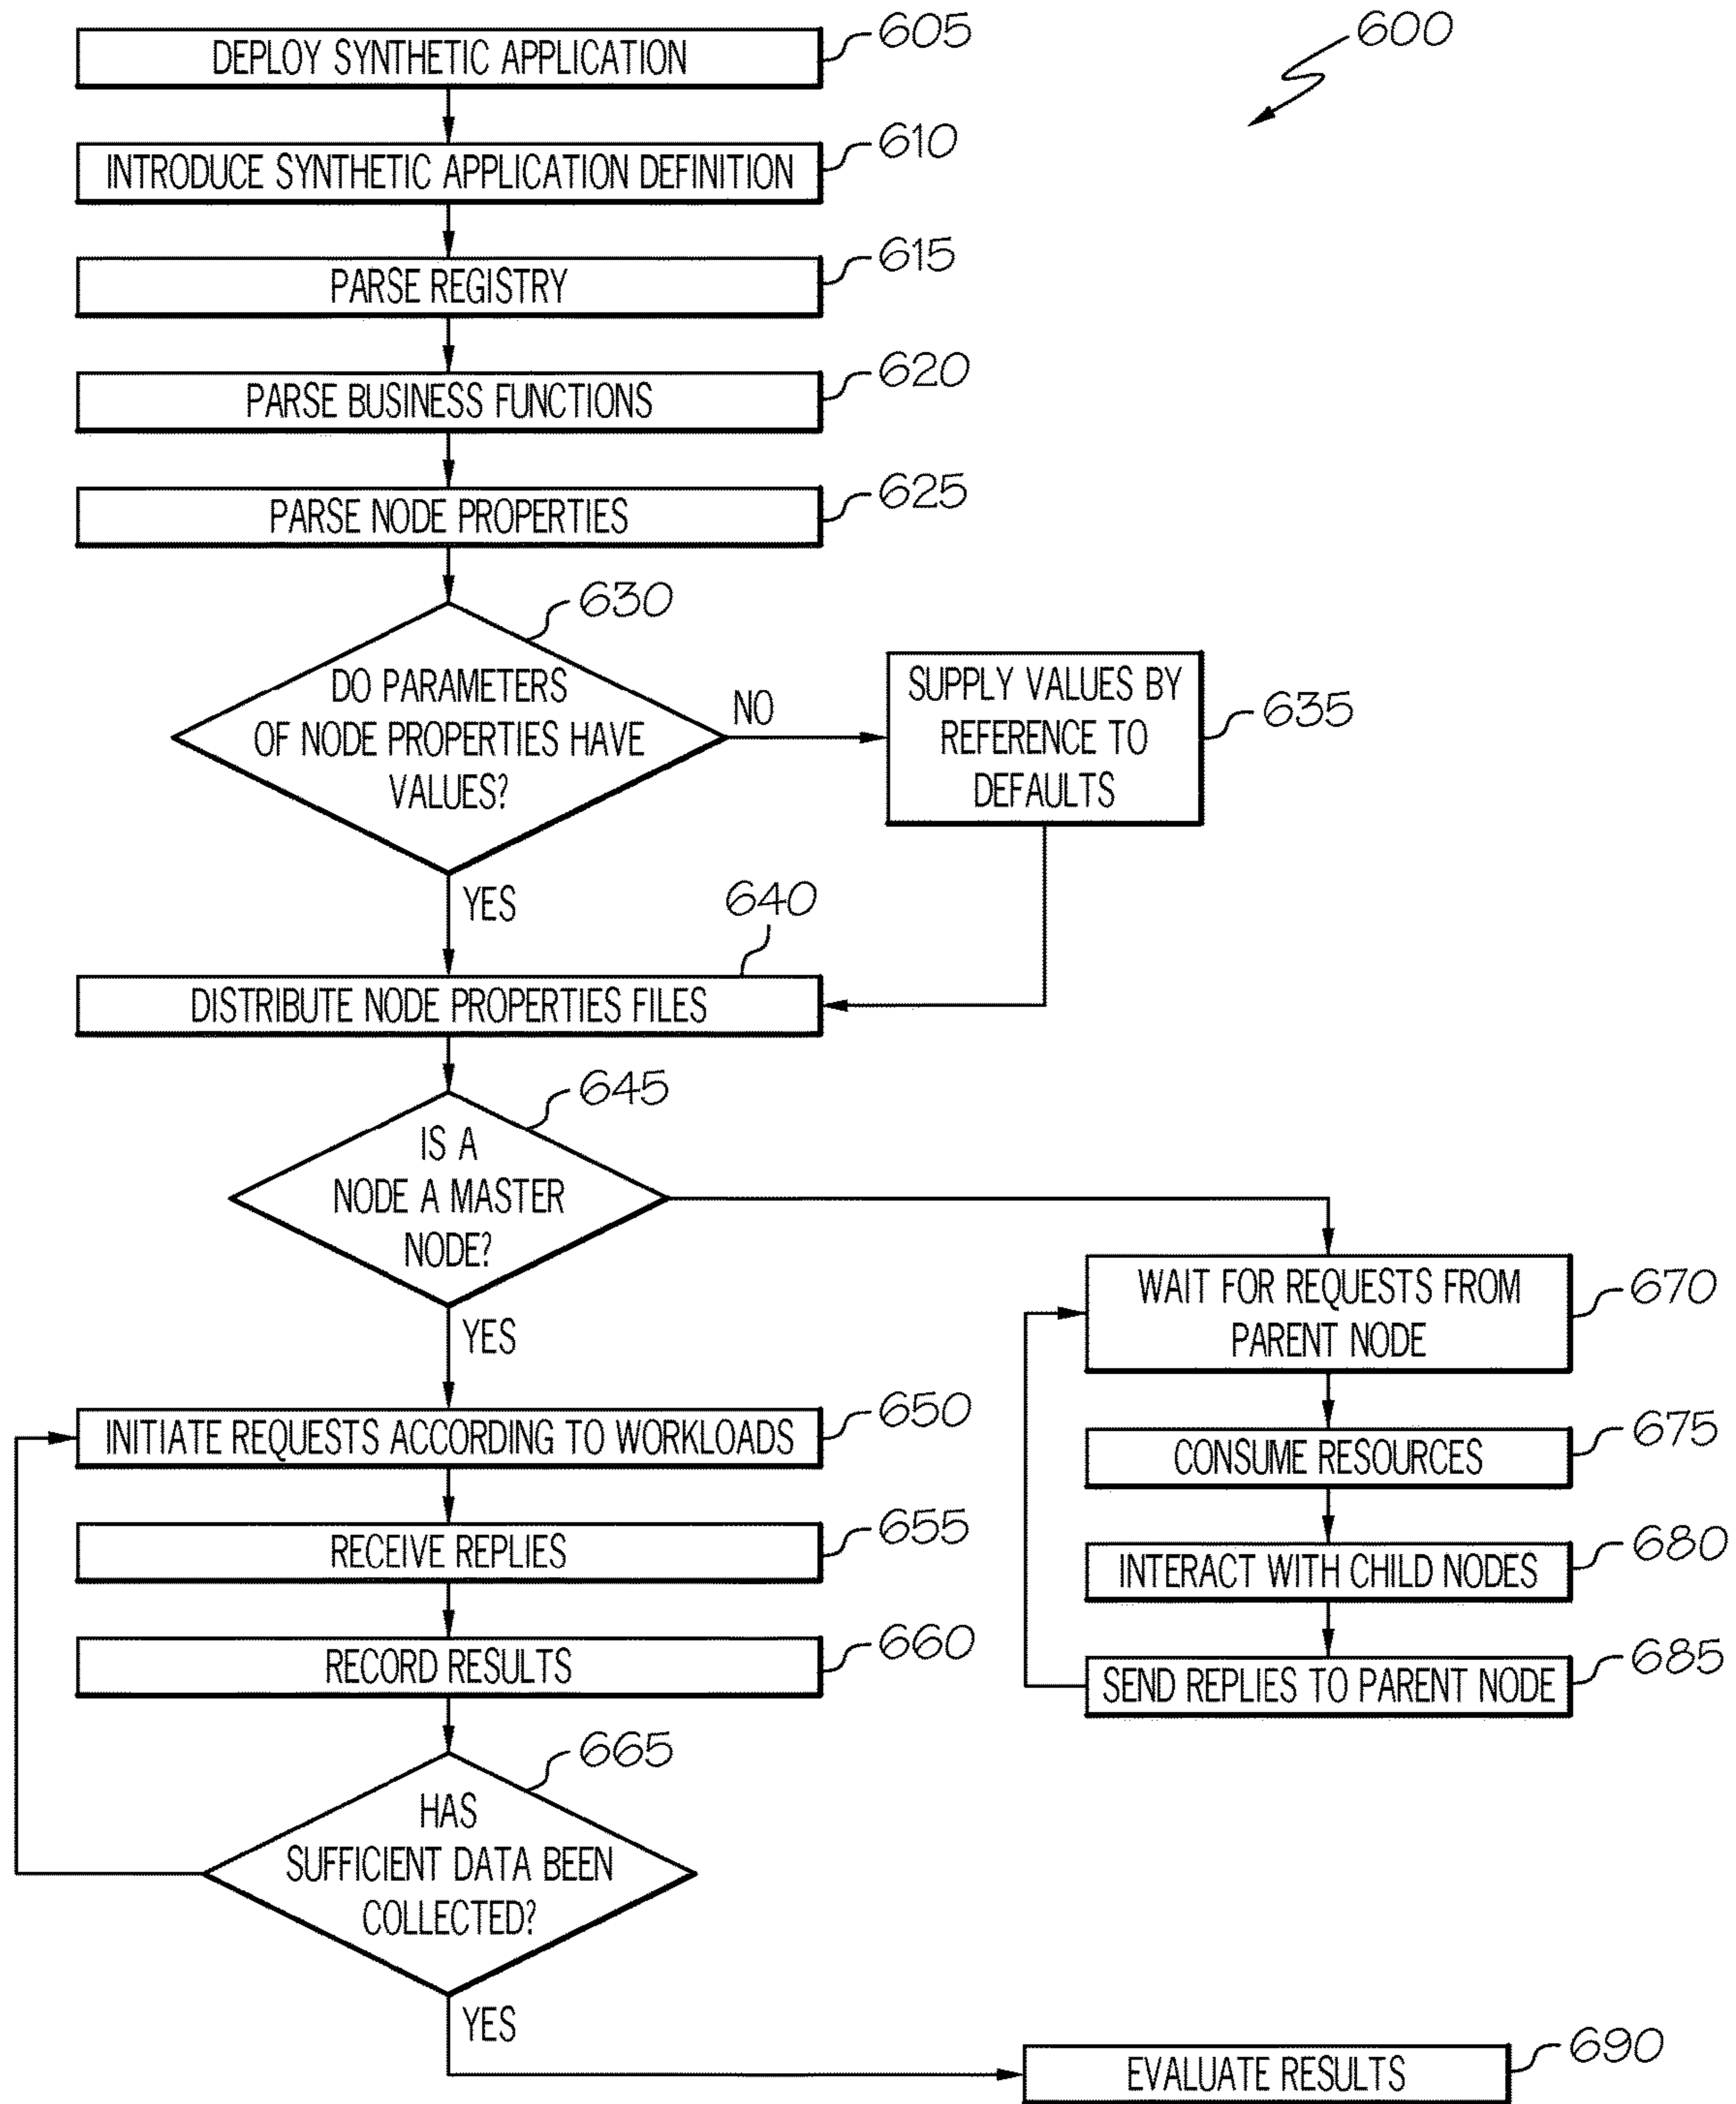 600
DEPLOY SYNTHETIC APPLICATION
605
INTRODUCE SYNTHETIC APPLICATION DEFINITION
610
PARSE REGISTRY
615
PARSE BUSINESS FUNCTIONS
620
PARSE NODE PROPERTIES
625
630
DO PARAMETERS
OF NODE PROPERTIES HAVE
VALUES?
NO
SUPPLY VALUES BY
REFERENCE TO
DEFAULTS
635
YES
640
DISTRIBUTE NODE PROPERTIES FILES
645
IS A
NODE A MASTER
NODE?
YES
INITIATE REQUESTS ACCORDING TO WORKLOADS
650
RECEIVE REPLIES
655
RECORD RESULTS
660
665
HAS
SUFFICIENT DATA BEEN
COLLECTED?
YES
WAIT FOR REQUESTS FROM
PARENT NODE
670
CONSUME RESOURCES
675
INTERACT WITH CHILD NODES
680
SEND REPLIES TO PARENT NODE
685
EVALUATE RESULTS
690